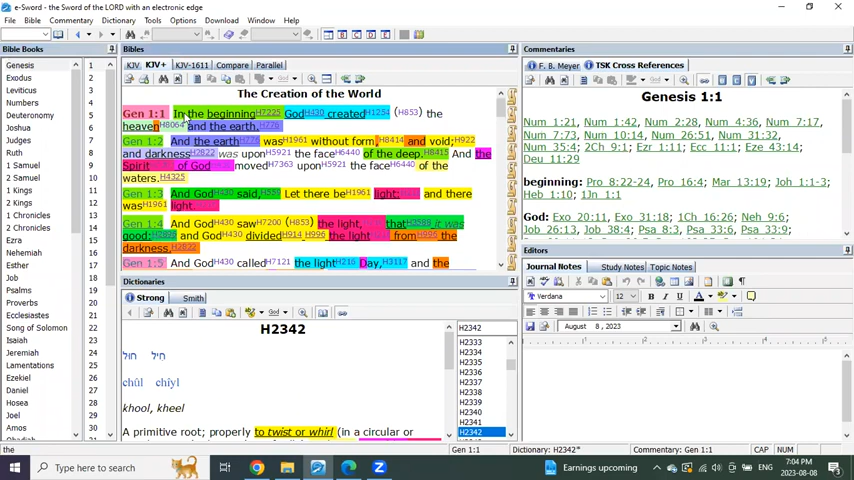 e-Sword - the Sword of the LORD with an electronic edge
File Edit Commentary Dictionary Tools Options Download Window Help
Bible Books
Genesis
Exodus
Leviticus
Numbers
Deuteronomy
Joshua
Judges
Ruth
1 Samuel
2 Samuel
1 Kings
2 Kings
1 Chronicles
2 Chronicles
Ezra
Nehemiah
Esther
Job
Psalms
Proverbs
Ecclesiastes
Song of Solomon
Isaiah
Jeremiah
Lamentations
Ezekiel
Daniel
Hosea
Joel
Amos
1
2
3
4
5
6
7
8
9
10
11
12
13
14
15
16
17
18
19
20
21
22
23
24
25
26
27
28
29
30
31
Bibles
KJV KJV+ KJV-1611 Compare Parallel
The Creation of the World
Gen 1:1 In the beginning H7225 God H430 created H1254 (H853) the
heaven H8064 and the earth. H776
Gen 1:2 And the earth H776 was H1961 without form, H8414 and void; H922
and darkness H2822 was upon H5921 the face H6440 of the deep. H8415 And the
Spirit H7307 of God H430 moved H7363 upon H5921 the face H6440 of the
waters. H4325
Gen 1:3 And God H430 said, H559 Let there be H1961 light: H216 and there
was H1961 light. H216
Gen 1:4 And God H430 saw H7200 (H853) the light, H216 that H3588 it was
good: H2896 and God H430 divided H914 H996 the light H216 from H996 the
darkness. H2822
Gen 1:5 And God H430 called H7121 the light H216 Day, H3117 and the
Dictionaries
Strong Smith
H2342
חוּל חִיל
chûl chîyl
khool, kheel
A primitive root; properly to twist or whirl (in a circular or
H2342
H2333
H2334
H2335
H2336
H2337
H2338
H2339
H2340
H2341
H2342
Commentaries
F. B. Meyer TSK Cross References
Genesis 1:1
Num 1:21, Num 1:42, Num 2:28, Num 4:36, Num 7:17,
Num 7:73, Num 10:14, Num 26:51, Num 31:32,
Num 35:4; 2Ch 9:1; Ezr 1:11; Ecc 1:11; Eze 43:14;
Deu 11:29
beginning: Pro 8:22-24, Pro 16:4; Mar 13:19; Joh 1:1-3;
Heb 1:10; 1Jn 1:1
God: Exo 20:11, Exo 31:18; 1Ch 16:26; Neh 9:6;
Job 26:13, Job 38:4; Psa 8:3, Psa 33:6, Psa 33:9;
Editors
Journal Notes Study Notes Topic Notes
Verdana 12 B I U A
August 8, 2023
1 2 3 4 5
the Gen 1:1 Dictionary: H2342* Commentary: Gen 1:1 CAP NUM
Type here to search
Earnings upcoming
ENG
7:04 PM
2023-08-08
3